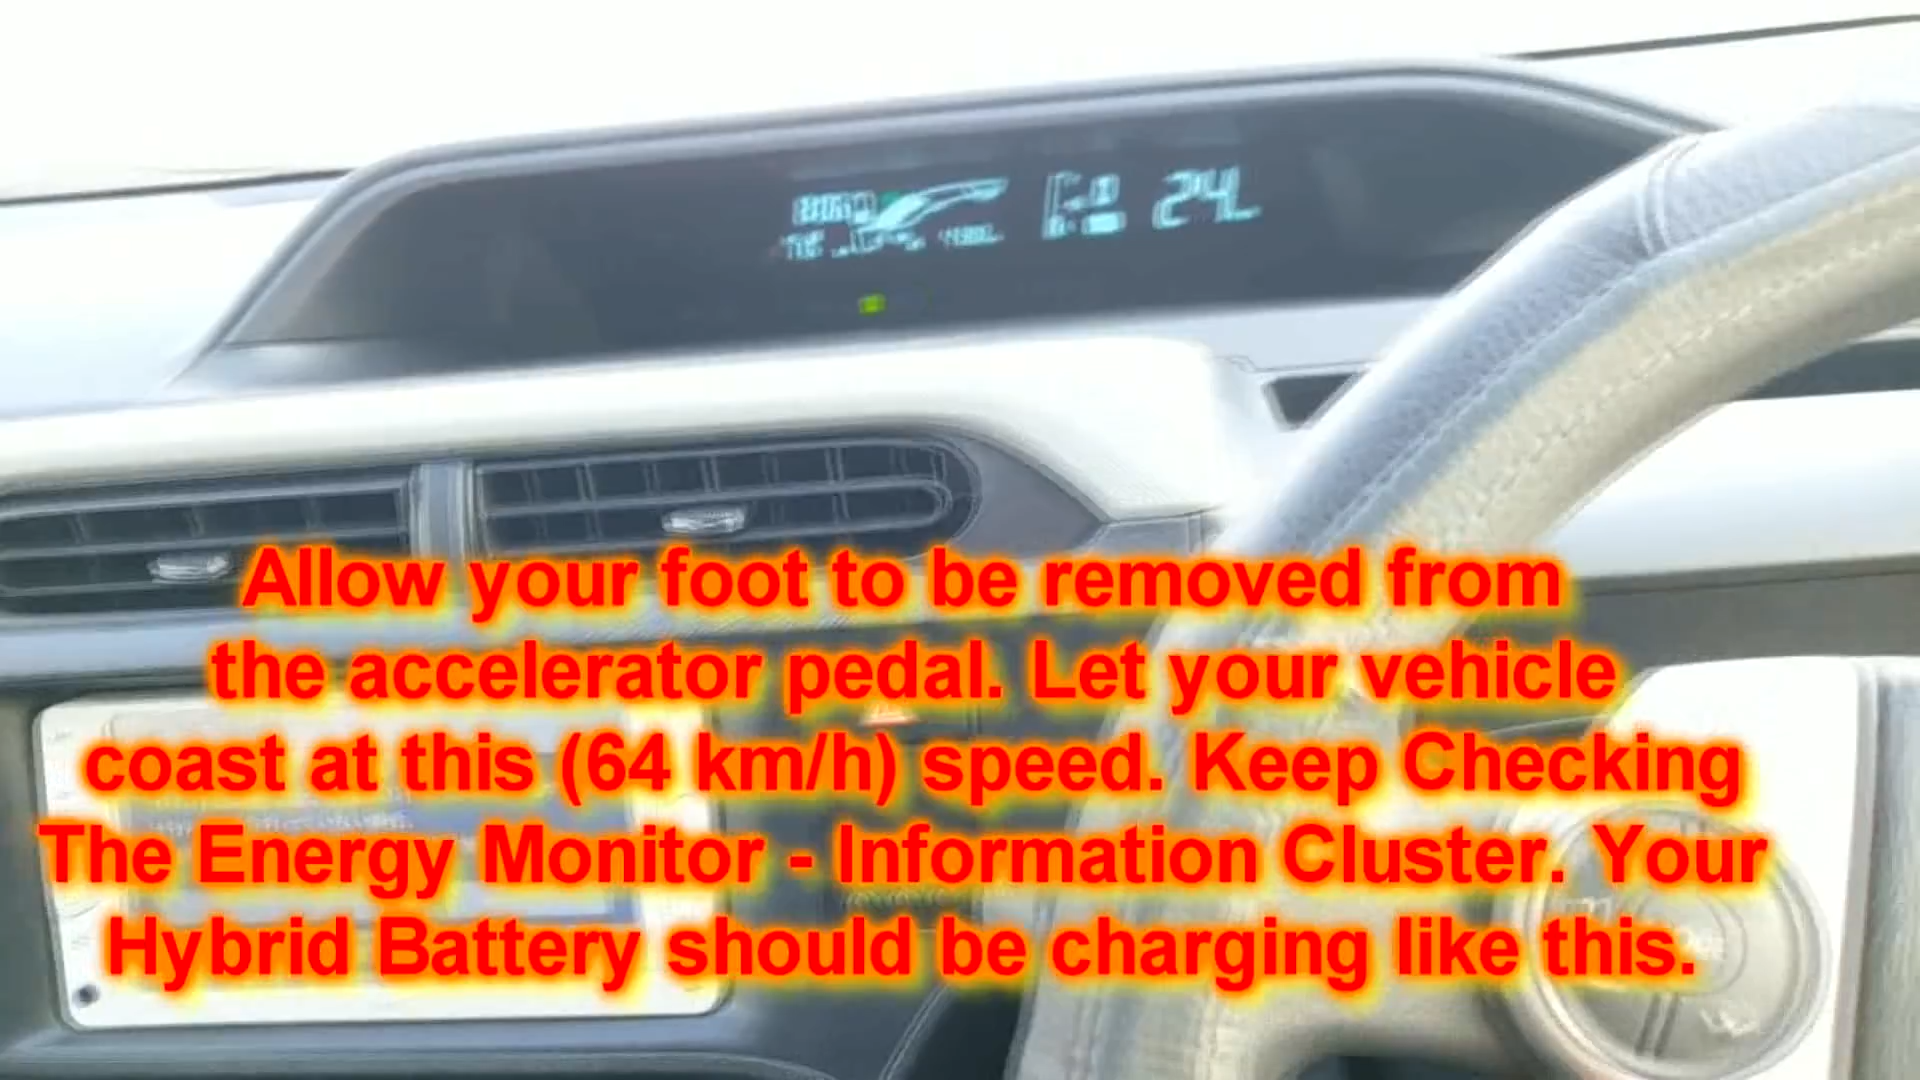 24
Allow your foot to be removed from
the accelerator pedal. Let your vehicle
coast at this (64 km/h) speed. Keep Checking
The Energy Monitor - Information Cluster. Your
Hybrid Battery should be charging like this.